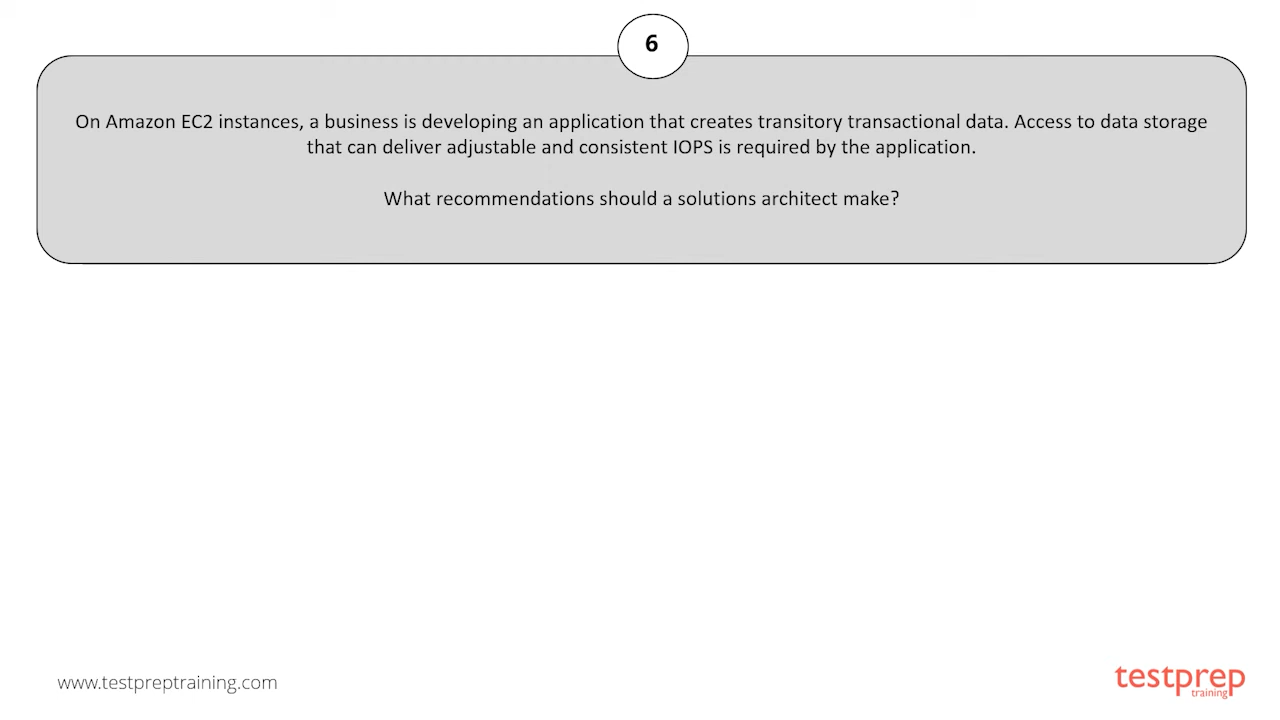 6
On Amazon EC2 instances, a business is developing an application that creates transitory transactional data. Access to data storage
that can deliver adjustable and consistent IOPS is required by the application.
What recommendations should a solutions architect make?
www.testpreptraining.com
testprep
training